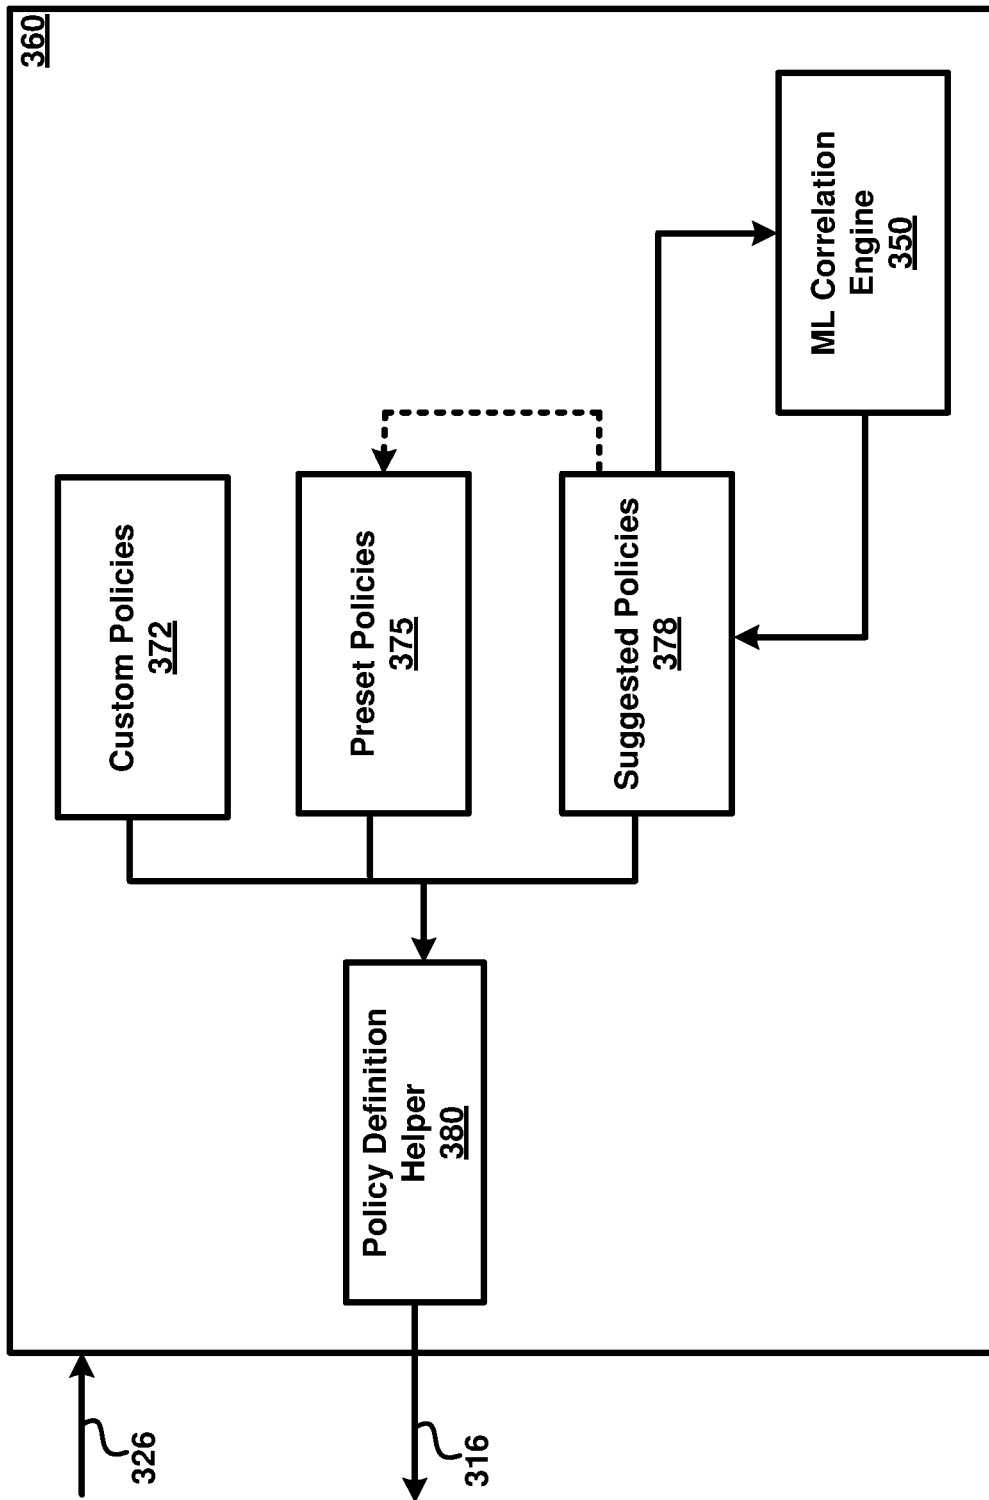 360
Custom Policies
372
Preset Policies
375
Suggested Policies
378
ML Correlation
Engine
350
Policy Definition
Helper
380
326
316